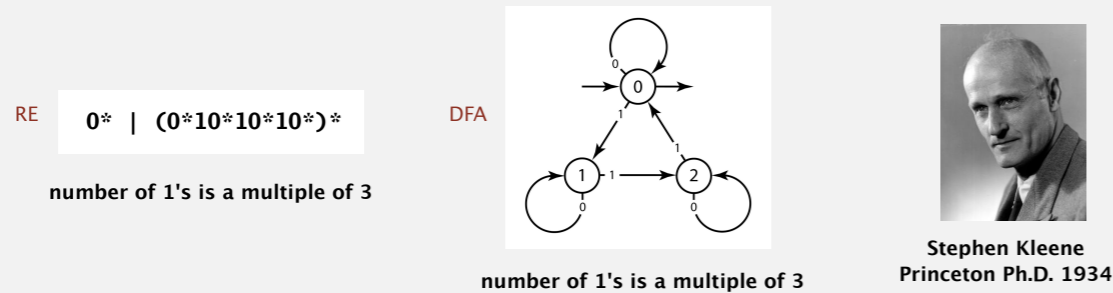 RE
0* | (0*10*10*10*)*
number of 1's is a multiple of 3
DFA
0
0
1
1
1
2
0
0
number of 1's is a multiple of 3
Stephen Kleene
Princeton Ph.D. 1934